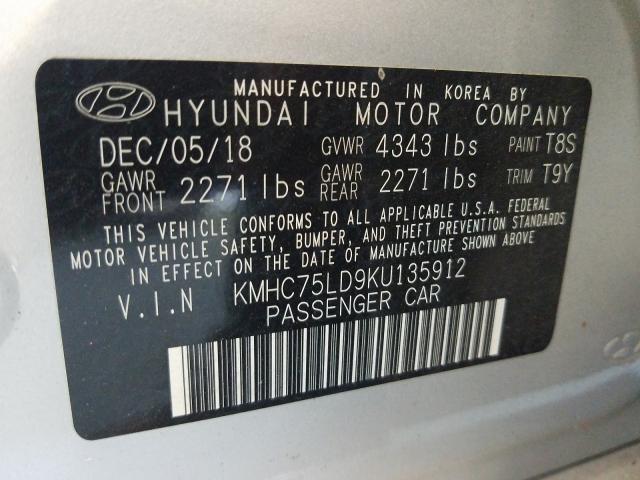 MANUFACTURED IN KOREA BY
HYUNDAI MOTOR COMPANY
DEC/05/18 GVWR 4343 lbs PAINT T8S
GAWR FRONT 2271 lbs GAWR REAR 2271 lbs TRIM T9Y
THIS VEHICLE CONFORMS TO ALL APPLICABLE U.S.A. FEDERAL
MOTOR VEHICLE SAFETY, BUMPER, AND THEFT PREVENTION STANDARDS
IN EFFECT ON THE DATE OF MANUFACTURE SHOWN ABOVE.
V.I.N KMHC75LD9KU135912
PASSENGER CAR